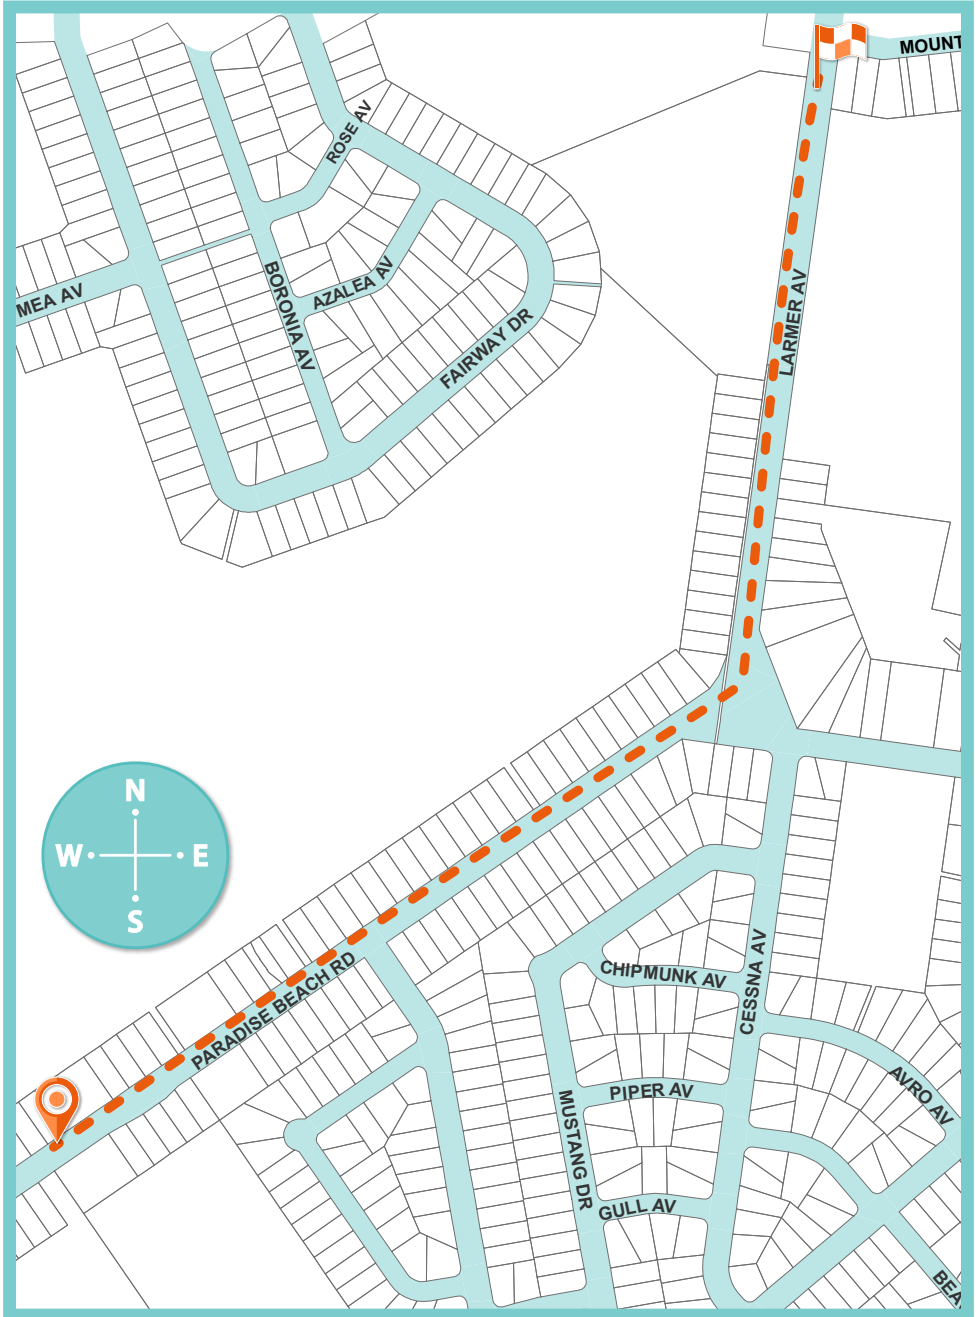 MOUNT
ROSE AV
MEA AV
BORONIA AV
AZALEA AV
LARMER AV
FAIRWAY DR
N
W E
S
PARADISE BEACH RD
CHIPMUNK AV
CESSNA AV
PIPER AV
AVRO AV
MUSTANG DR
GULL AV
BEA